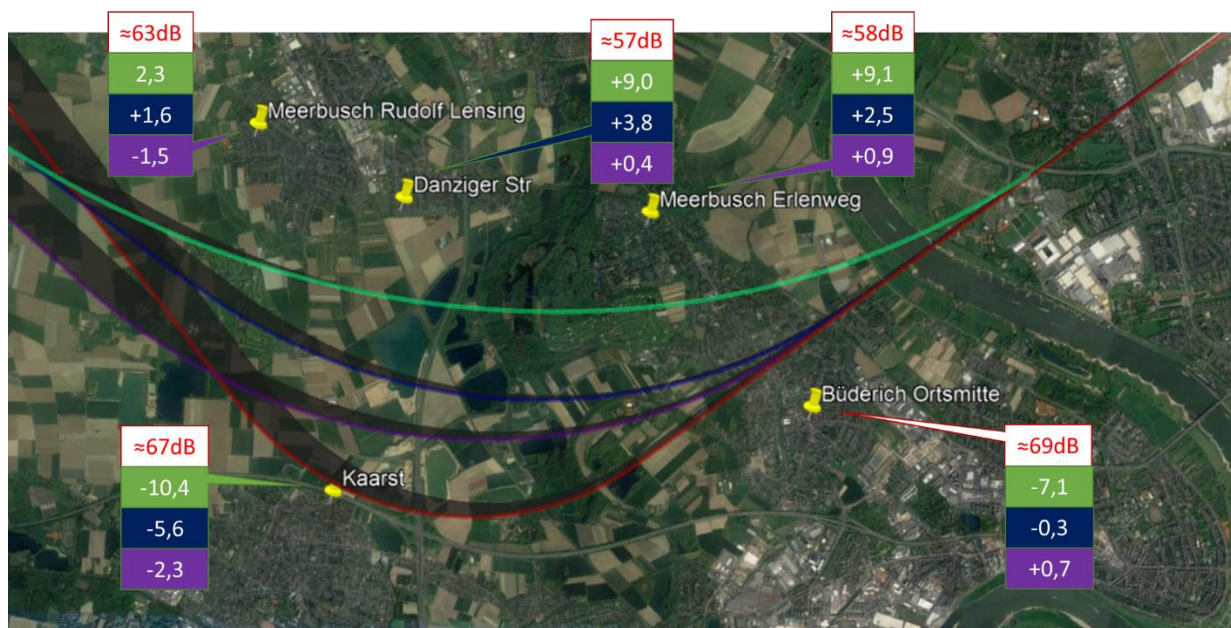 ≈63dB
2,3
+1,6
-1,5
≈57dB
+9,0
+3,8
+0,4
≈58dB
+9,1
+2,5
+0,9
Meerbusch Rudolf Lensing
Danziger Str
Meerbusch Erlenweg
Büderich Ortsmitte
Kaarst
≈67dB
-10,4
-5,6
-2,3
≈69dB
-7,1
-0,3
+0,7